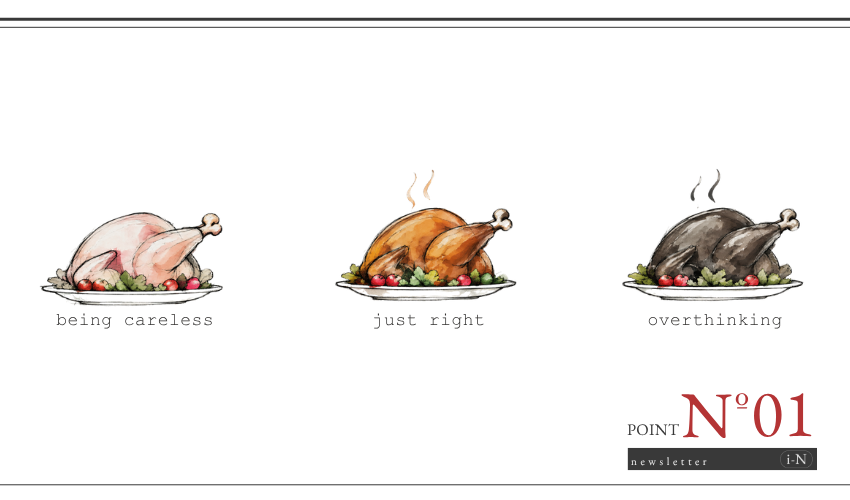 being careless
just right
overthinking
POINT Nº01
newsletter
i-N